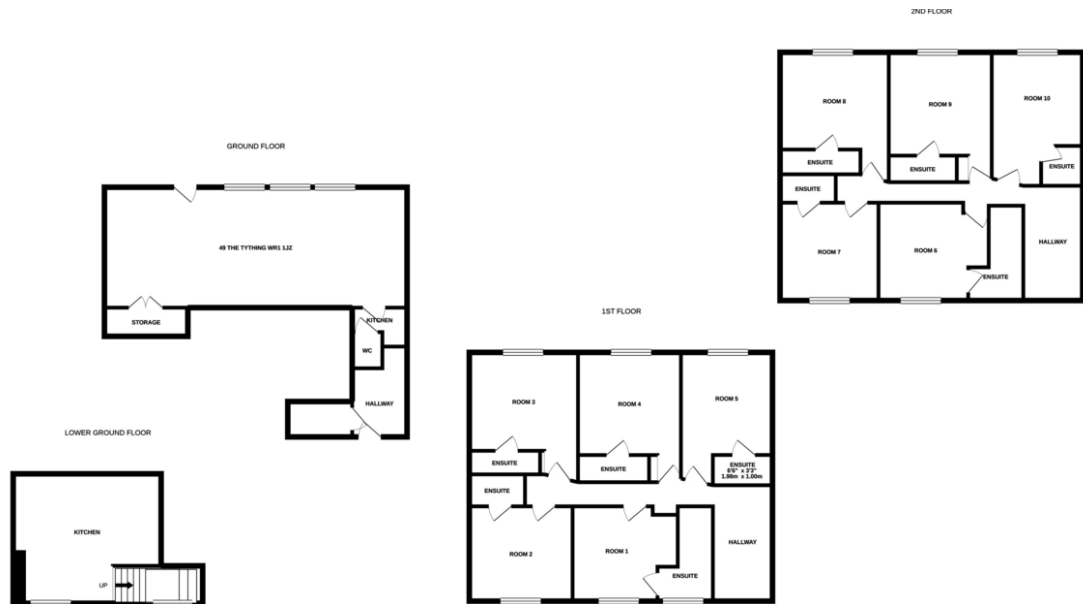 2ND FLOOR
ROOM 8
ROOM 9
ROOM 10
ENSUITE
ENSUITE
ENSUITE
ENSUITE
ROOM 7
ROOM 6
HALLWAY
ENSUITE
GROUND FLOOR
49 THE TYTHING WR1 1JZ
STORAGE
KITCHEN
WC
HALLWAY
1ST FLOOR
ROOM 3
ROOM 4
ROOM 5
ENSUITE
ENSUITE
ENSUITE
6'6" x 3'3"
1.98m x 1.00m
ENSUITE
ROOM 2
ROOM 1
HALLWAY
ENSUITE
LOWER GROUND FLOOR
KITCHEN
UP